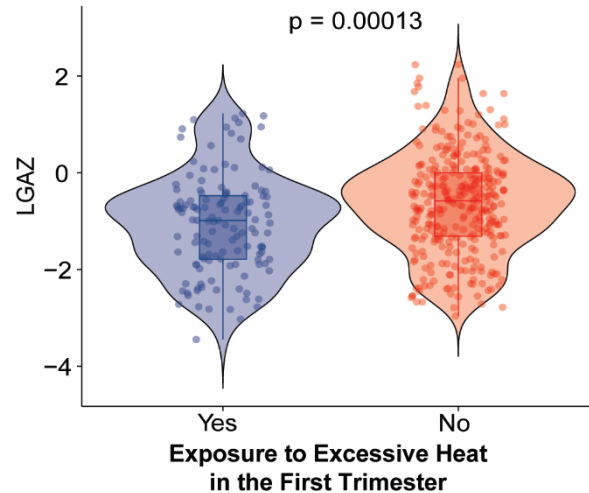 p = 0.00013
LGAZ
2
0
−2
−4
Yes No
Exposure to Excessive Heat
in the First Trimester